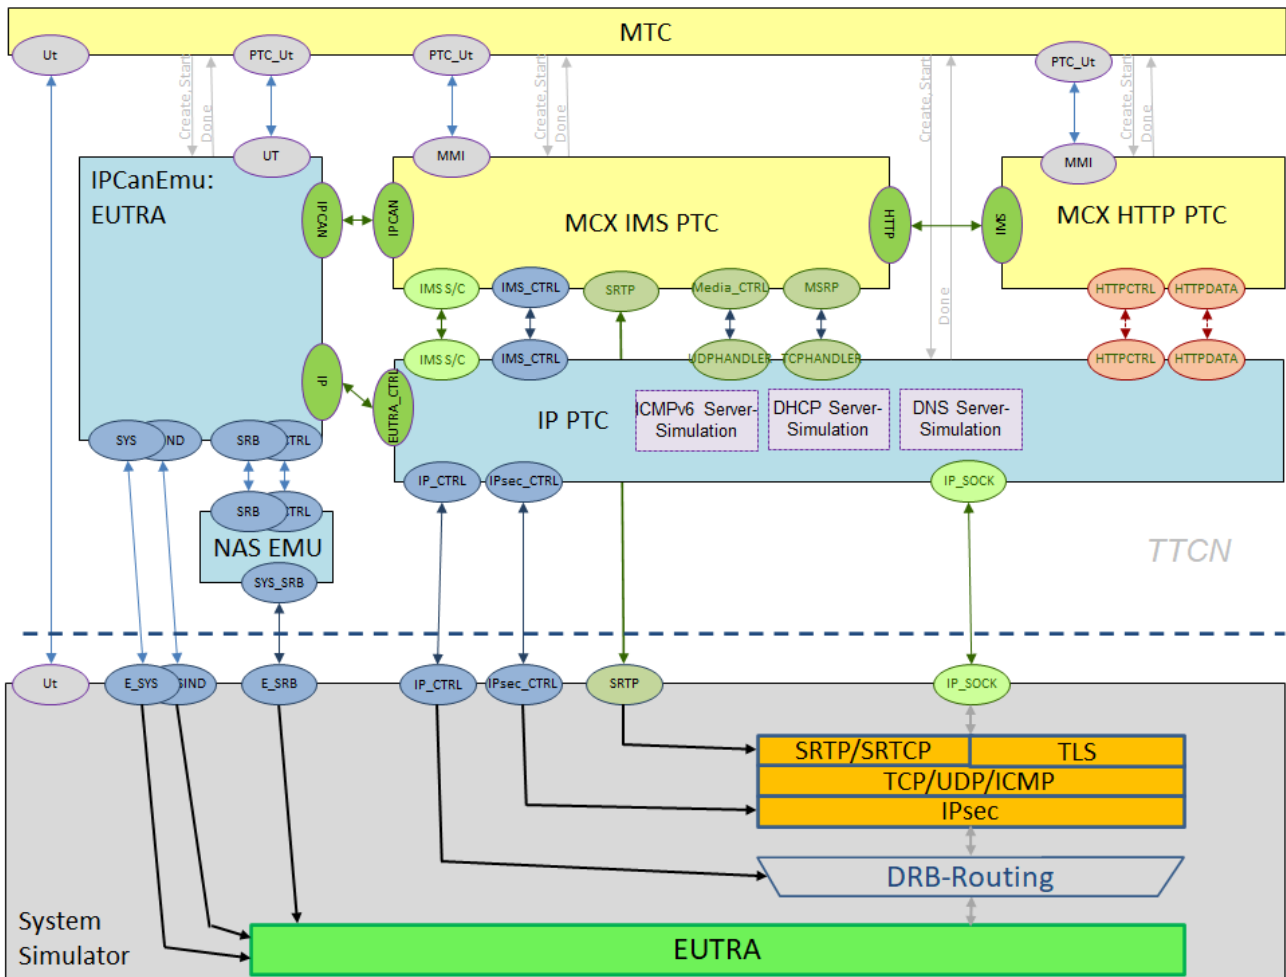 MTC
Ut
PTC_Ut
PTC_Ut
PTC_Ut
Create, Start
Done
Create, Start
Done
Create, Start
Done
Create, Start
Done
UT
MMI
MMI
IPCanEmu:
EUTRA
IPCAN
IPCAN
MCX IMS PTC
HTTP
SMI
MCX HTTP PTC
IMS S/C
IMS_CTRL
SRTP
Media_CTRL
MSRP
HTTPCTRL
HTTPDATA
IMS S/C
IMS_CTRL
UDPHANDLER
TCPHANDLER
HTTPCTRL
HTTPDATA
IP
EUTRA_CTRL
IP PTC
ICMPv6 Server-
Simulation
DHCP Server-
Simulation
DNS Server-
Simulation
SYS
IND
SRB
CTRL
IP_CTRL
IPsec_CTRL
IP_SOCK
SRB
CTRL
NAS EMU
SYS_SRB
TTCN
Ut
E_SYS
SIND
E_SRB
IP_CTRL
IPsec_CTRL
SRTP
IP_SOCK
SRTP/SRTCP
TLS
TCP/UDP/ICMP
IPsec
DRB-Routing
System
Simulator
EUTRA